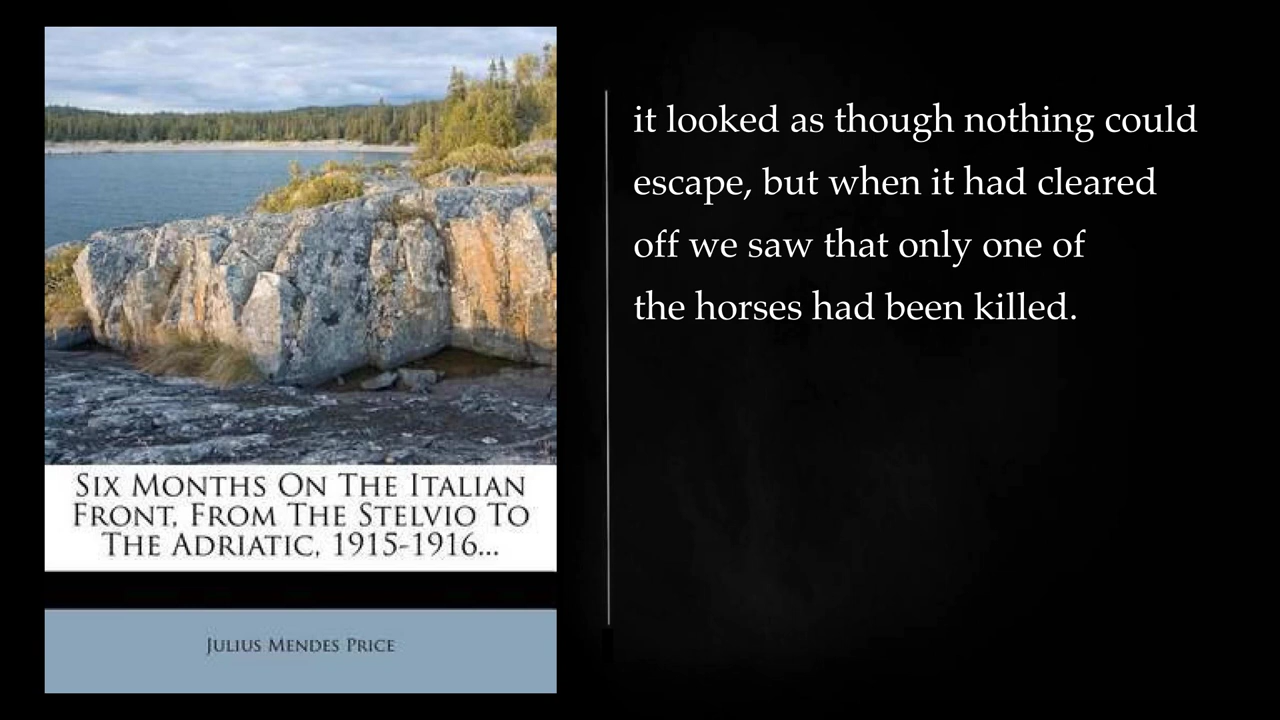 Six Months On The Italian
Front, From The Stelvio To
The Adriatic, 1915-1916...
Julius Mendes Price
it looked as though nothing could
escape, but when it had cleared
off we saw that only one of
the horses had been killed.